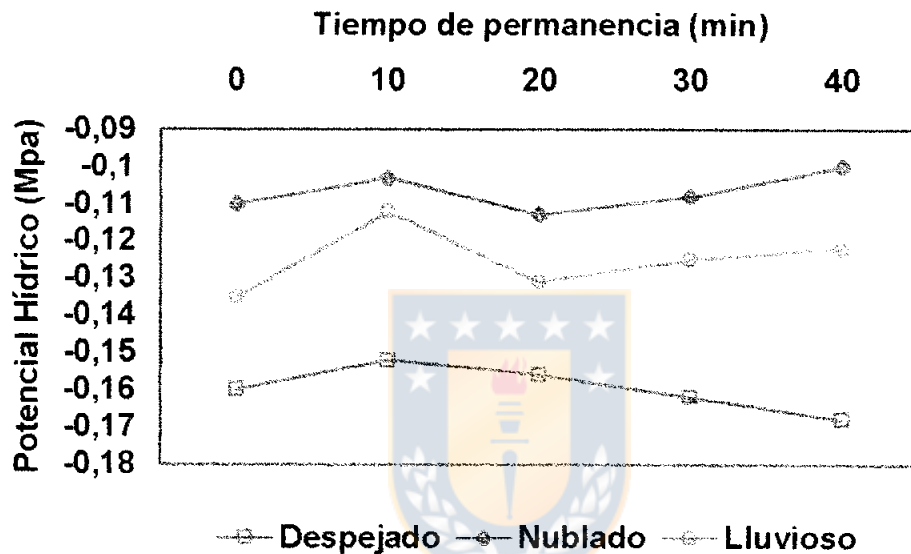 Tiempo de permanencia (min)
0 10 20 30 40
Potencial Hídrico (Mpa)
-0,09
-0,1
-0,11
-0,12
-0,13
-0,14
-0,15
-0,16
-0,17
-0,18
Despejado Nublado Lluvioso